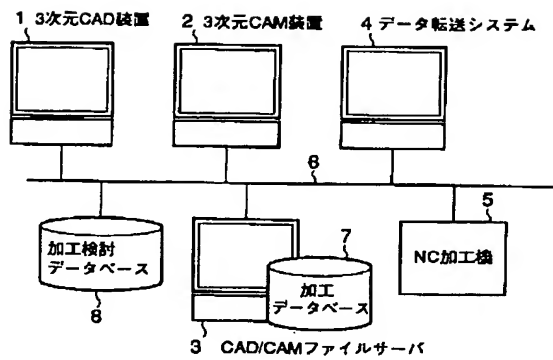 1 3次元CAD装置
2 3次元CAM装置
4 データ転送システム
6
5
NC加工機
加工検討
データベース
8
7
加工
データベース
3 CAD/CAMファイルサーバ